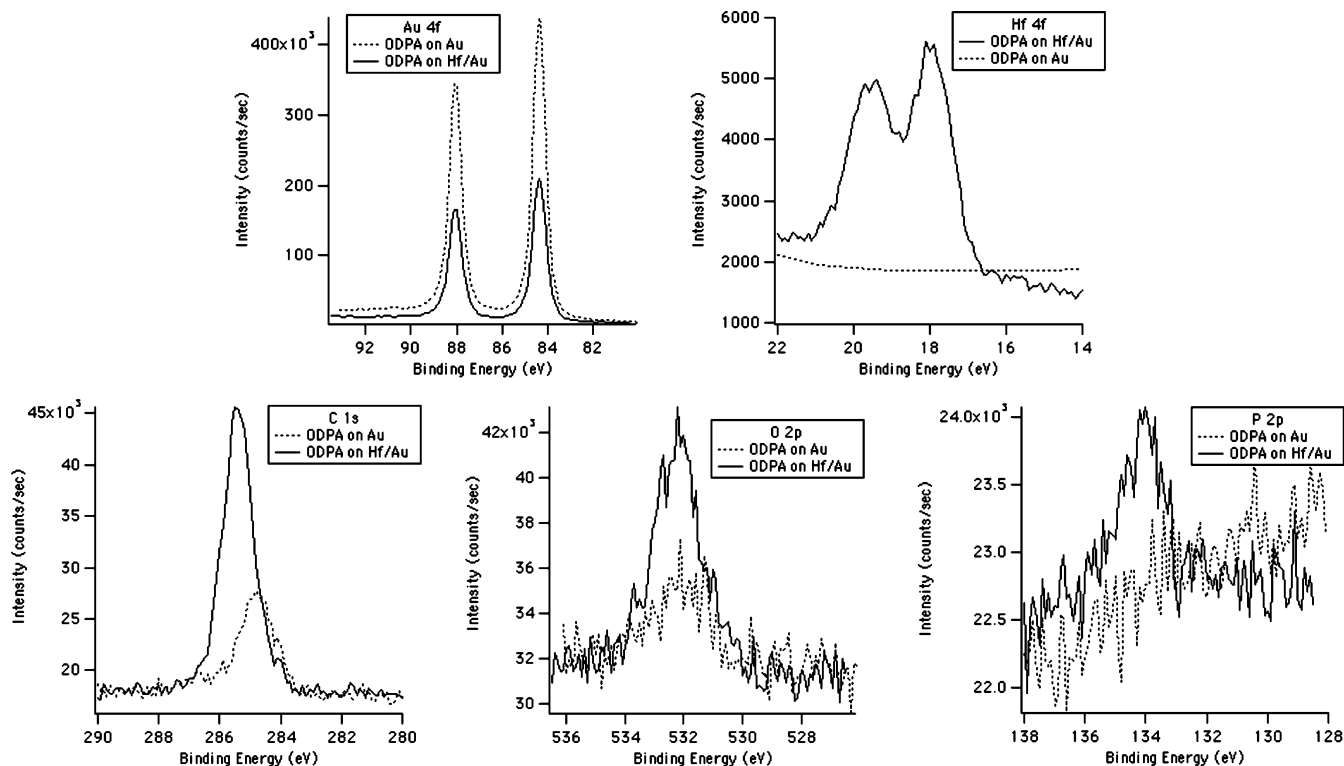 Au 4f
ODPA on Au
ODPA on Hf/Au
400x10³
300
200
100
Intensity (counts/sec)
92 90 88 86 84 82
Binding Energy (eV)
Hf 4f
ODPA on Hf/Au
ODPA on Au
6000
5000
4000
3000
2000
1000
Intensity (counts/sec)
22 20 18 16 14
Binding Energy (eV)
C 1s
ODPA on Au
ODPA on Hf/Au
45x10³
40
35
30
25
20
Intensity (counts/sec)
290 288 286 284 282 280
Binding Energy (eV)
O 2p
ODPA on Au
ODPA on Hf/Au
42x10³
40
38
36
34
32
30
Intensity (counts/sec)
536 534 532 530 528
Binding Energy (eV)
P 2p
ODPA on Au
ODPA on Hf/Au
24.0x10³
23.5
23.0
22.5
22.0
Intensity (counts/sec)
138 136 134 132 130 128
Binding Energy (eV)